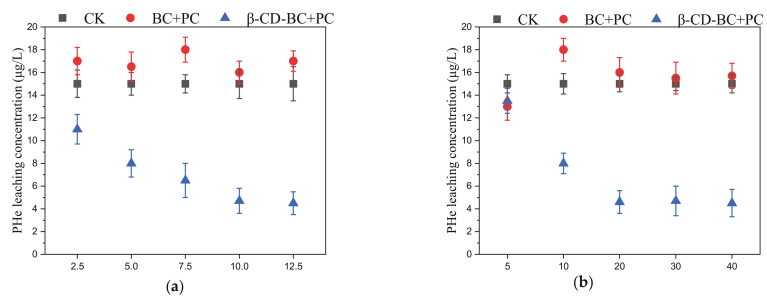 CK BC+PC β-CD-BC+PC
PHe leaching concentration (μg/L)
20
18
16
14
12
10
8
6
4
2
0
2.5 5.0 7.5 10.0 12.5
(a)
CK BC+PC β-CD-BC+PC
PHe leaching concentration (μg/L)
20
18
16
14
12
10
8
6
4
2
0
5 10 20 30 40
(b)